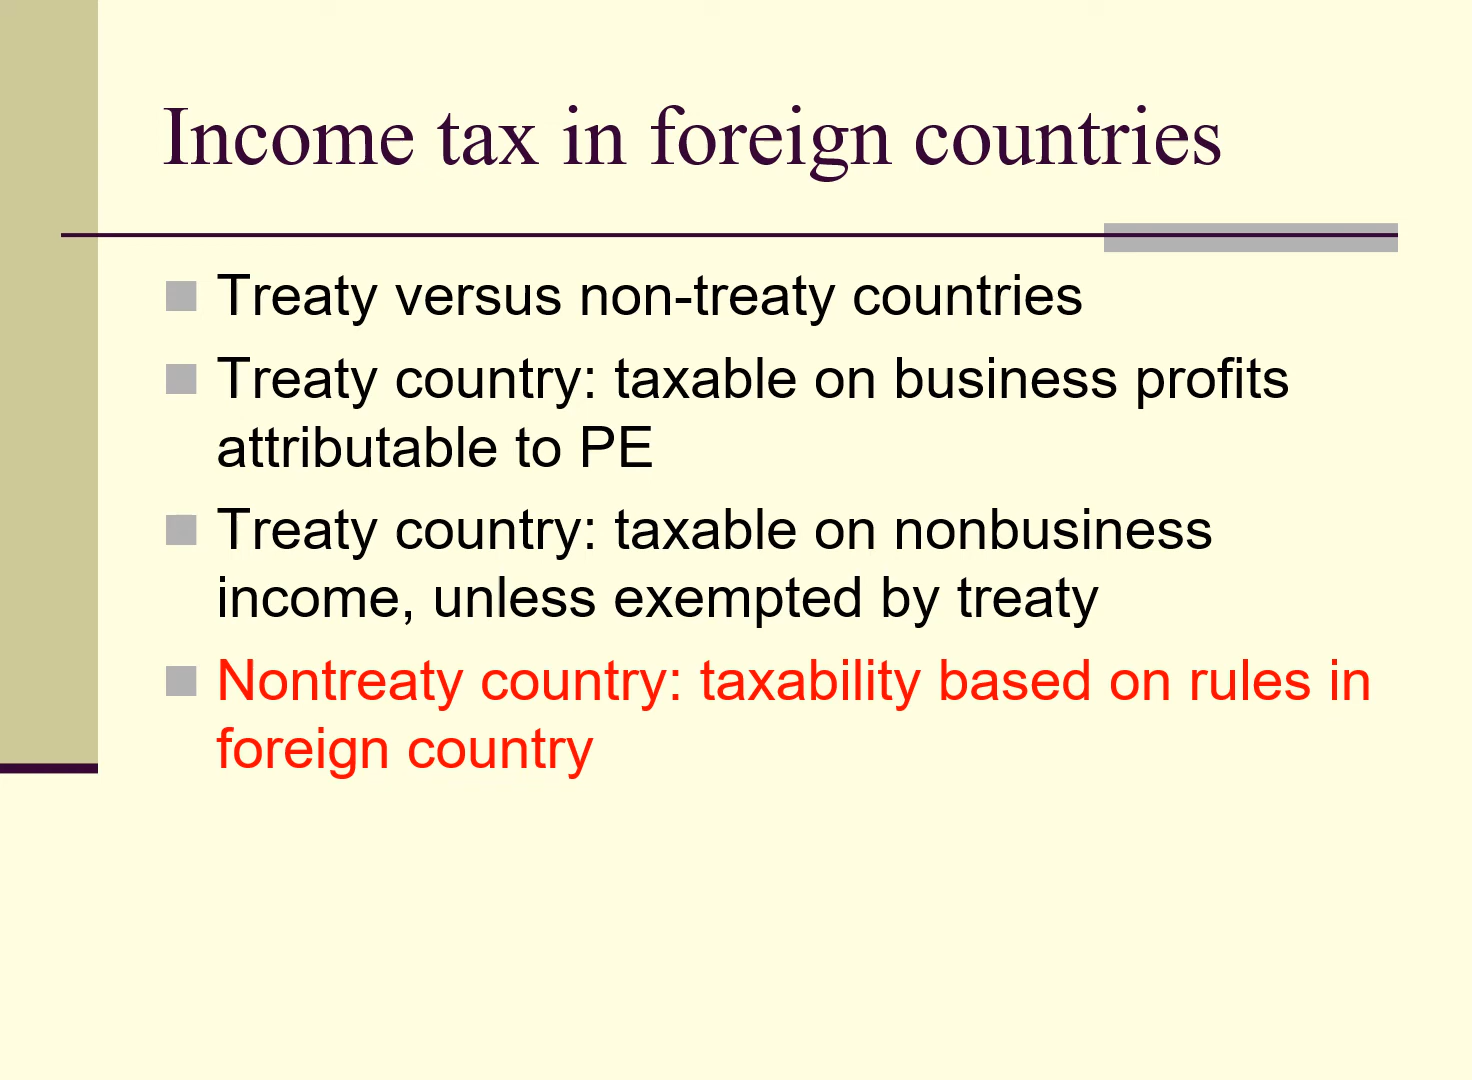 Income tax in foreign countries
Treaty versus non-treaty countries
Treaty country: taxable on business profits
attributable to PE
Treaty country: taxable on nonbusiness
income, unless exempted by treaty
Nontreaty country: taxability based on rules in
foreign country